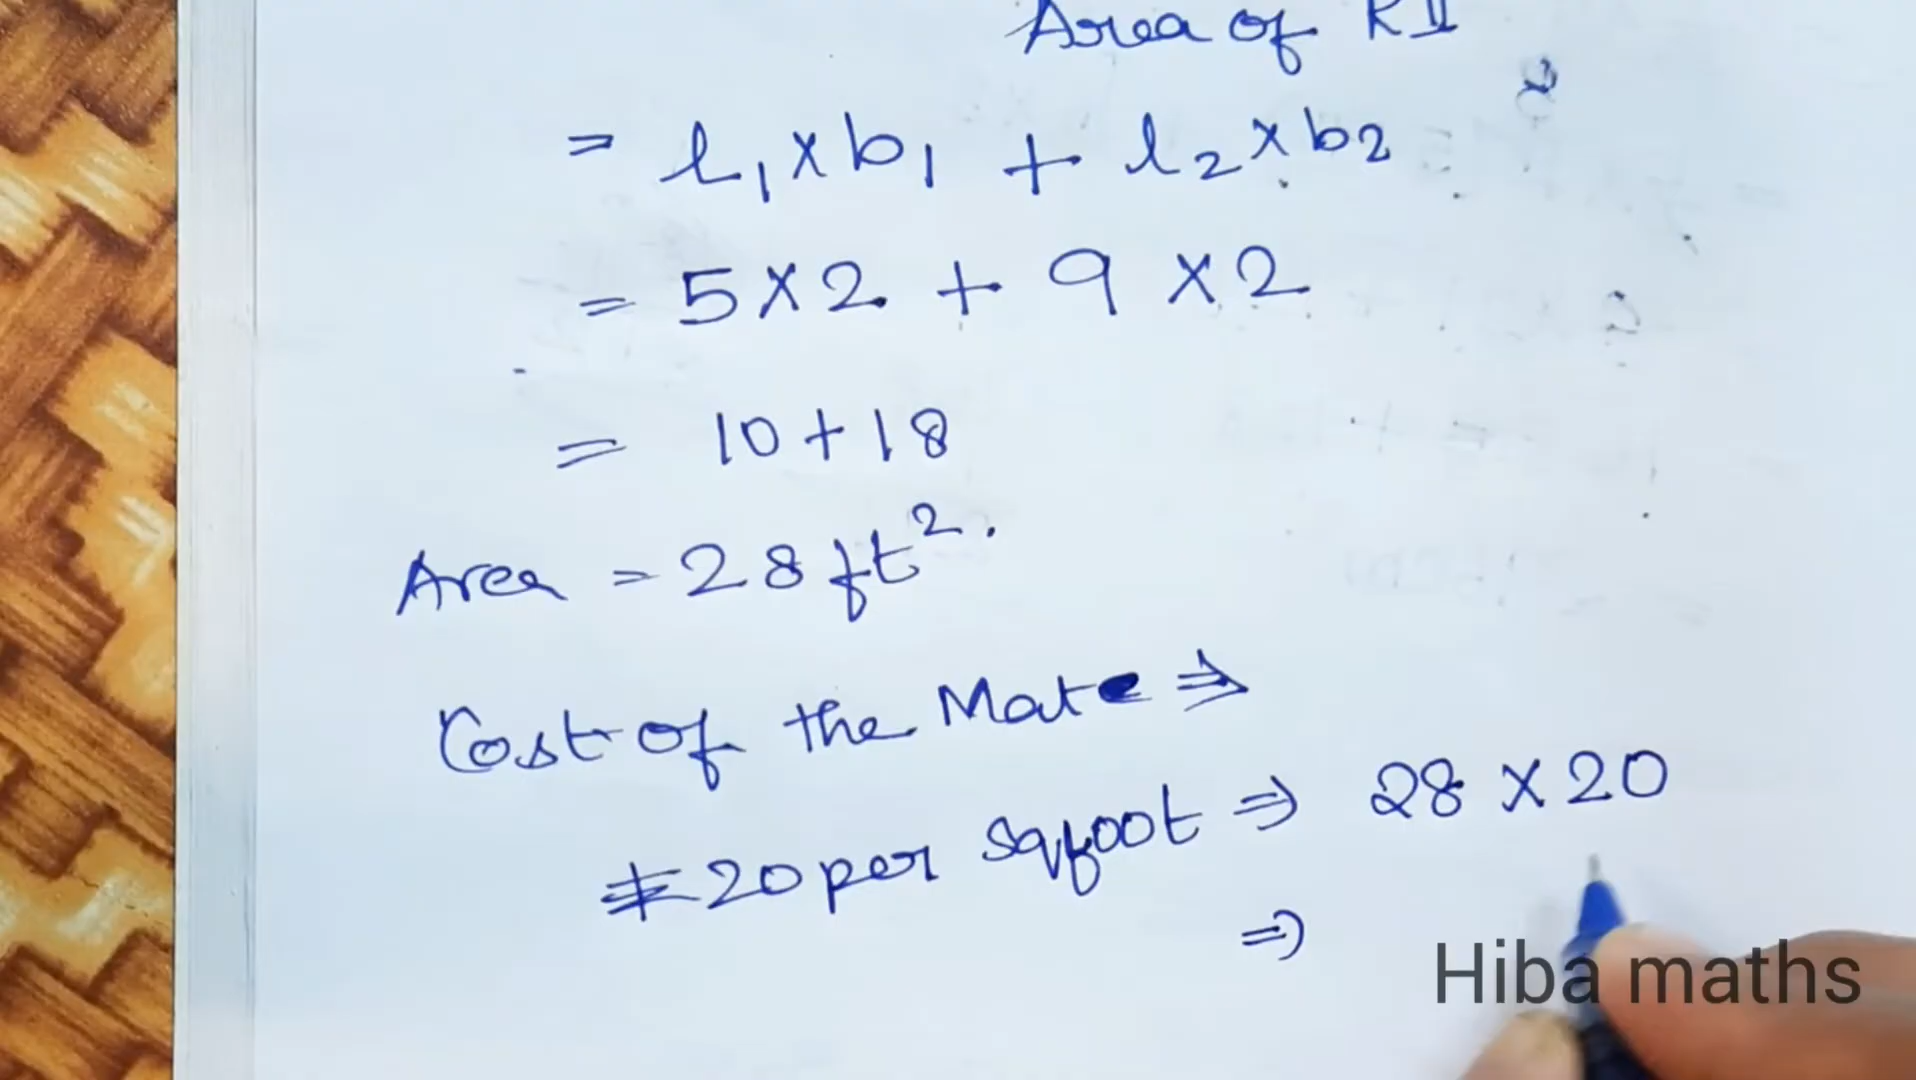 Area of RII
= l₁ × b₁ + l₂ × b₂
= 5 × 2 + 9 × 2
= 10 + 18
Area = 28 ft².
Cost of the Mat ⇒
₹ 20 per sqfoot ⇒ 28 × 20
⇒
Hiba maths